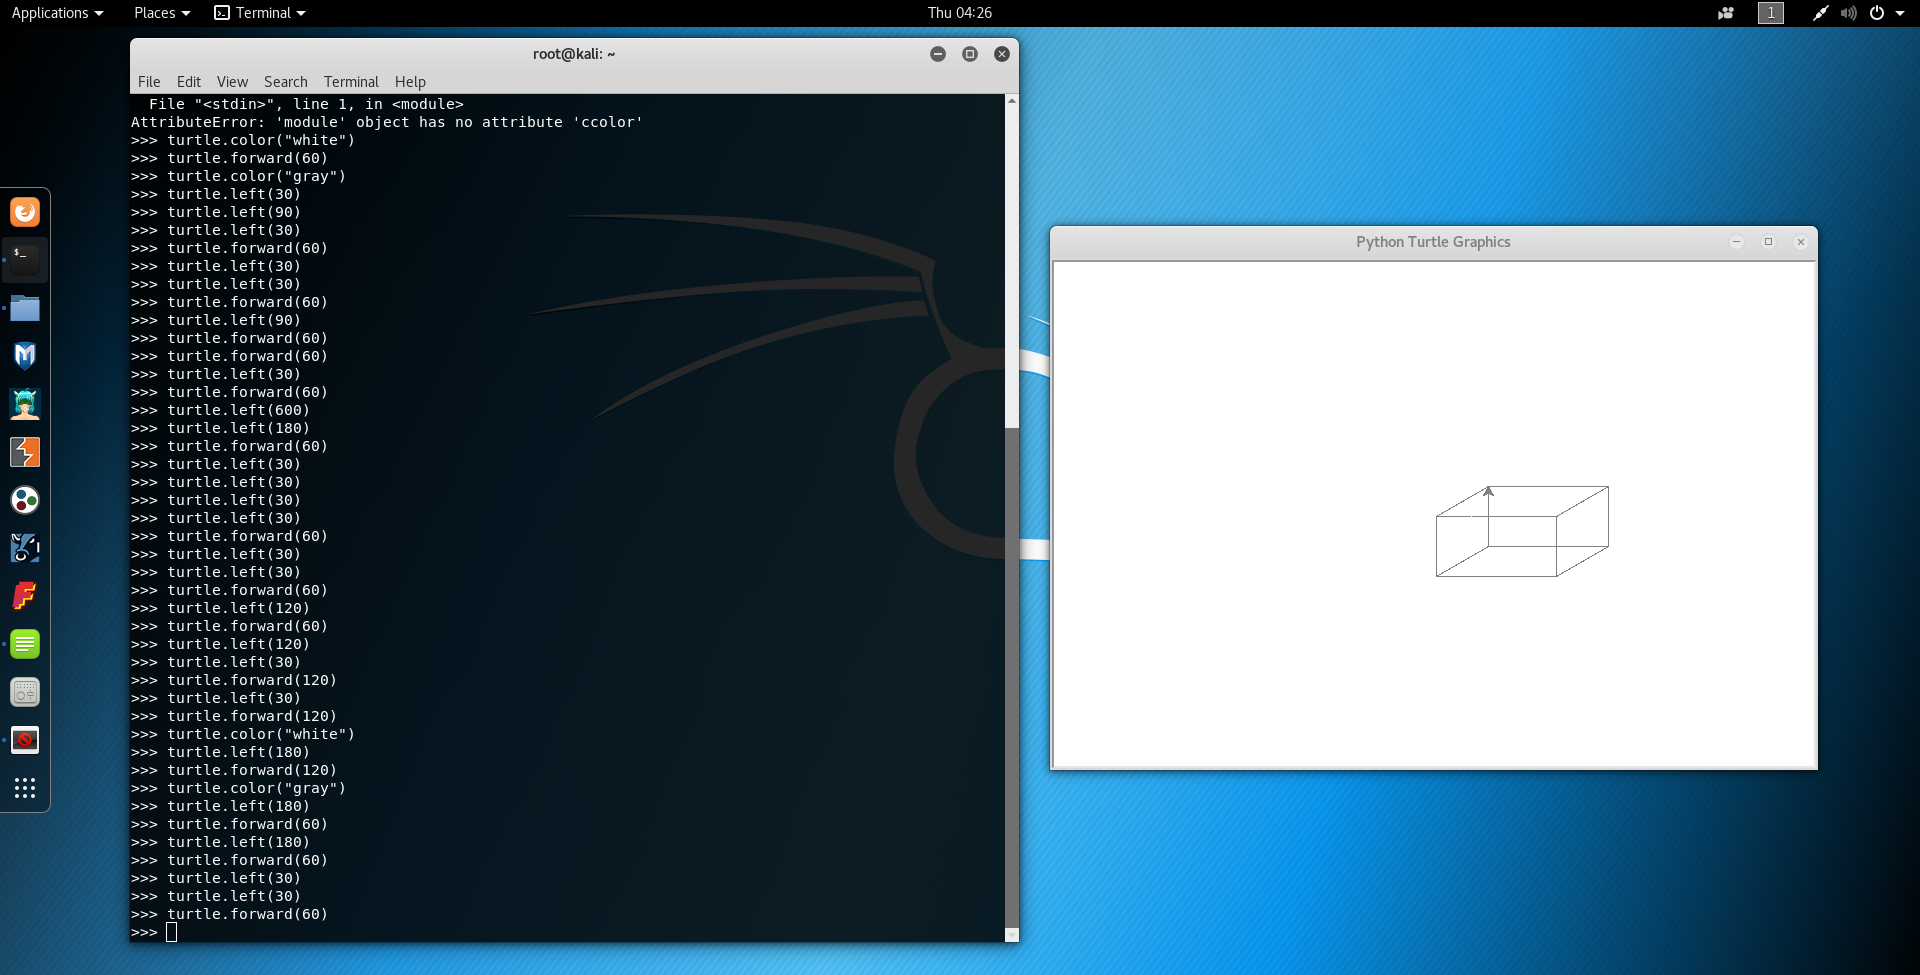 Applications Places Terminal Thu 04:26 1
root@kali: ~
File Edit View Search Terminal Help
  File "<stdin>", line 1, in <module>
AttributeError: 'module' object has no attribute 'ccolor'
>>> turtle.color("white")
>>> turtle.forward(60)
>>> turtle.color("gray")
>>> turtle.left(30)
>>> turtle.left(90)
>>> turtle.left(30)
>>> turtle.forward(60)
>>> turtle.left(30)
>>> turtle.left(30)
>>> turtle.forward(60)
>>> turtle.left(90)
>>> turtle.forward(60)
>>> turtle.forward(60)
>>> turtle.left(30)
>>> turtle.forward(60)
>>> turtle.left(600)
>>> turtle.left(180)
>>> turtle.forward(60)
>>> turtle.left(30)
>>> turtle.left(30)
>>> turtle.left(30)
>>> turtle.left(30)
>>> turtle.forward(60)
>>> turtle.left(30)
>>> turtle.left(30)
>>> turtle.forward(60)
>>> turtle.left(120)
>>> turtle.forward(60)
>>> turtle.left(120)
>>> turtle.left(30)
>>> turtle.forward(120)
>>> turtle.left(30)
>>> turtle.forward(120)
>>> turtle.color("white")
>>> turtle.left(180)
>>> turtle.forward(120)
>>> turtle.color("gray")
>>> turtle.left(180)
>>> turtle.forward(60)
>>> turtle.left(180)
>>> turtle.forward(60)
>>> turtle.left(30)
>>> turtle.left(30)
>>> turtle.forward(60)
>>>
Python Turtle Graphics
$_